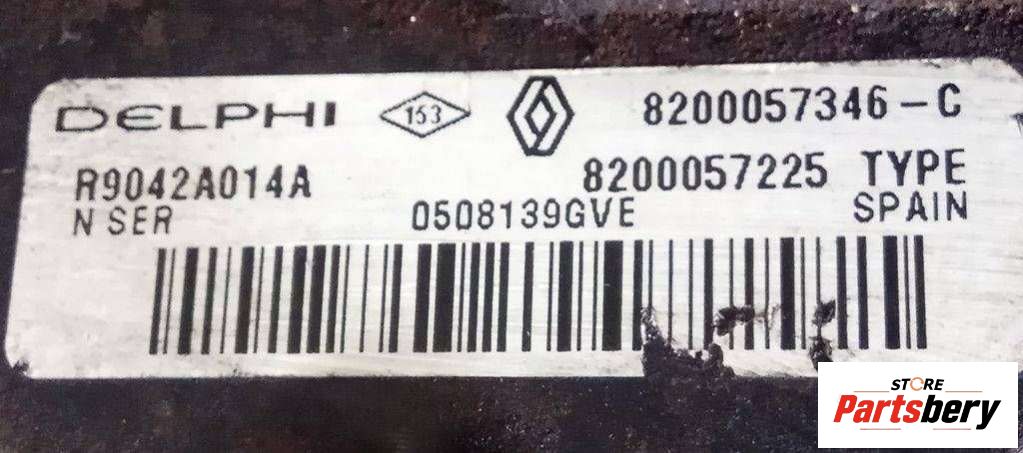 DELPHI 153 8200057346-C
R9042A014A 8200057225 TYPE
N SER 0508139GVE SPAIN
STORE
Partsbery